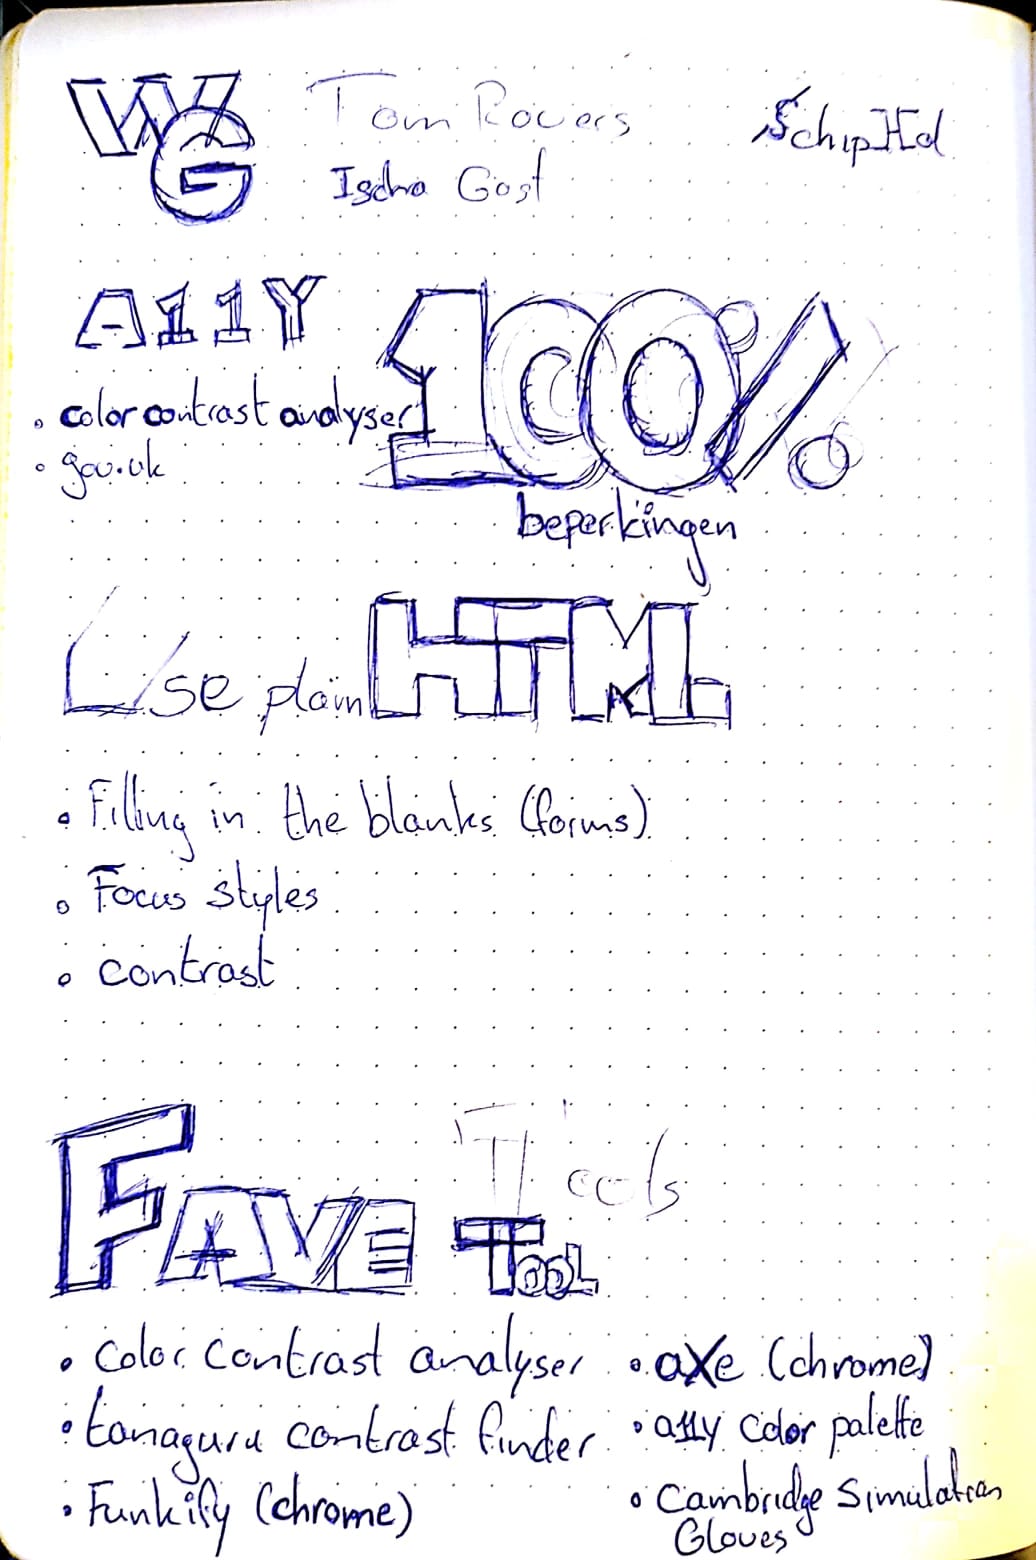 WG Tom Rovers
Ischa Gast
A11Y 100%
• color contrast analyser
• gov.uk
beperkingen
Use plain HTML
• Filling in the blanks (forms)
• Focus styles
• contrast
Tools
FAVE TOOL
• color contrast analyser
• tanaguru contrast finder
• Funkify (chrome)
• aXe (chrome)
• a11y color palette
• Cambridge Simulation
Gloves